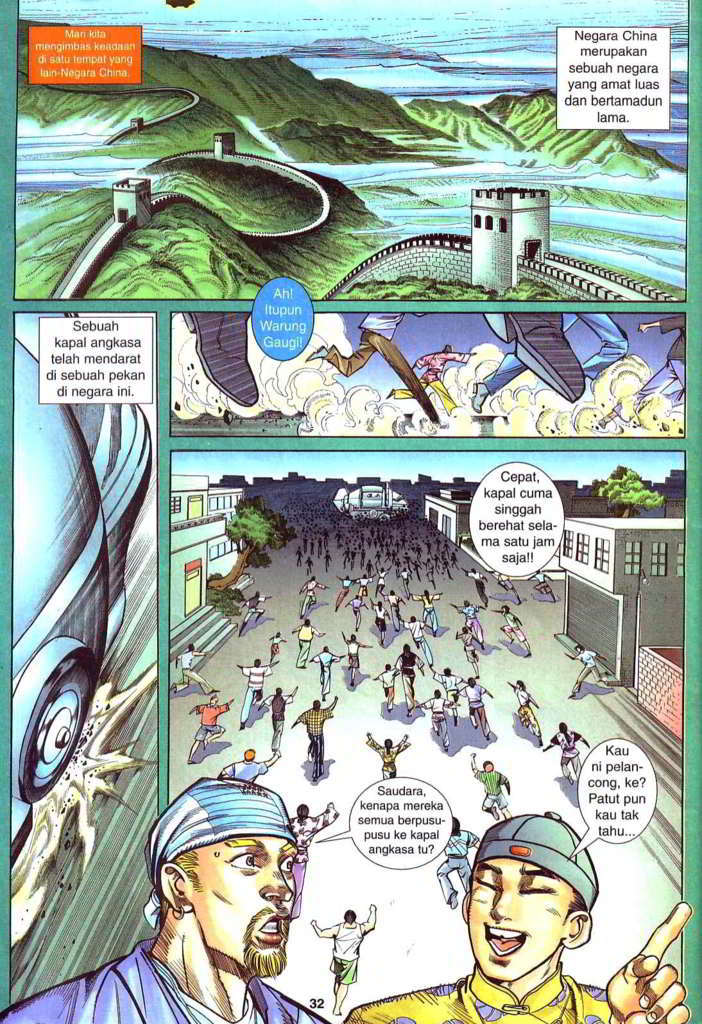 Mari kita
mengimbas keadaan
di satu tempat yang
lain-Negara China.
Negara China
merupakan
sebuah negara
yang amat luas
dan bertamadun
lama.
Sebuah
kapal angkasa
telah mendarat
di sebuah pekan
di negara ini.
Ah!
Itupun
Warung
Gaugi!
Cepat,
kapal cuma
singgah
berehat sela-
ma satu jam
saja!!
Saudara,
kenapa mereka
semua berpusu-
pusu ke kapal
angkasa tu?
Kau
ni pelan-
cong, ke?
Patut pun
kau tak
tahu...
32